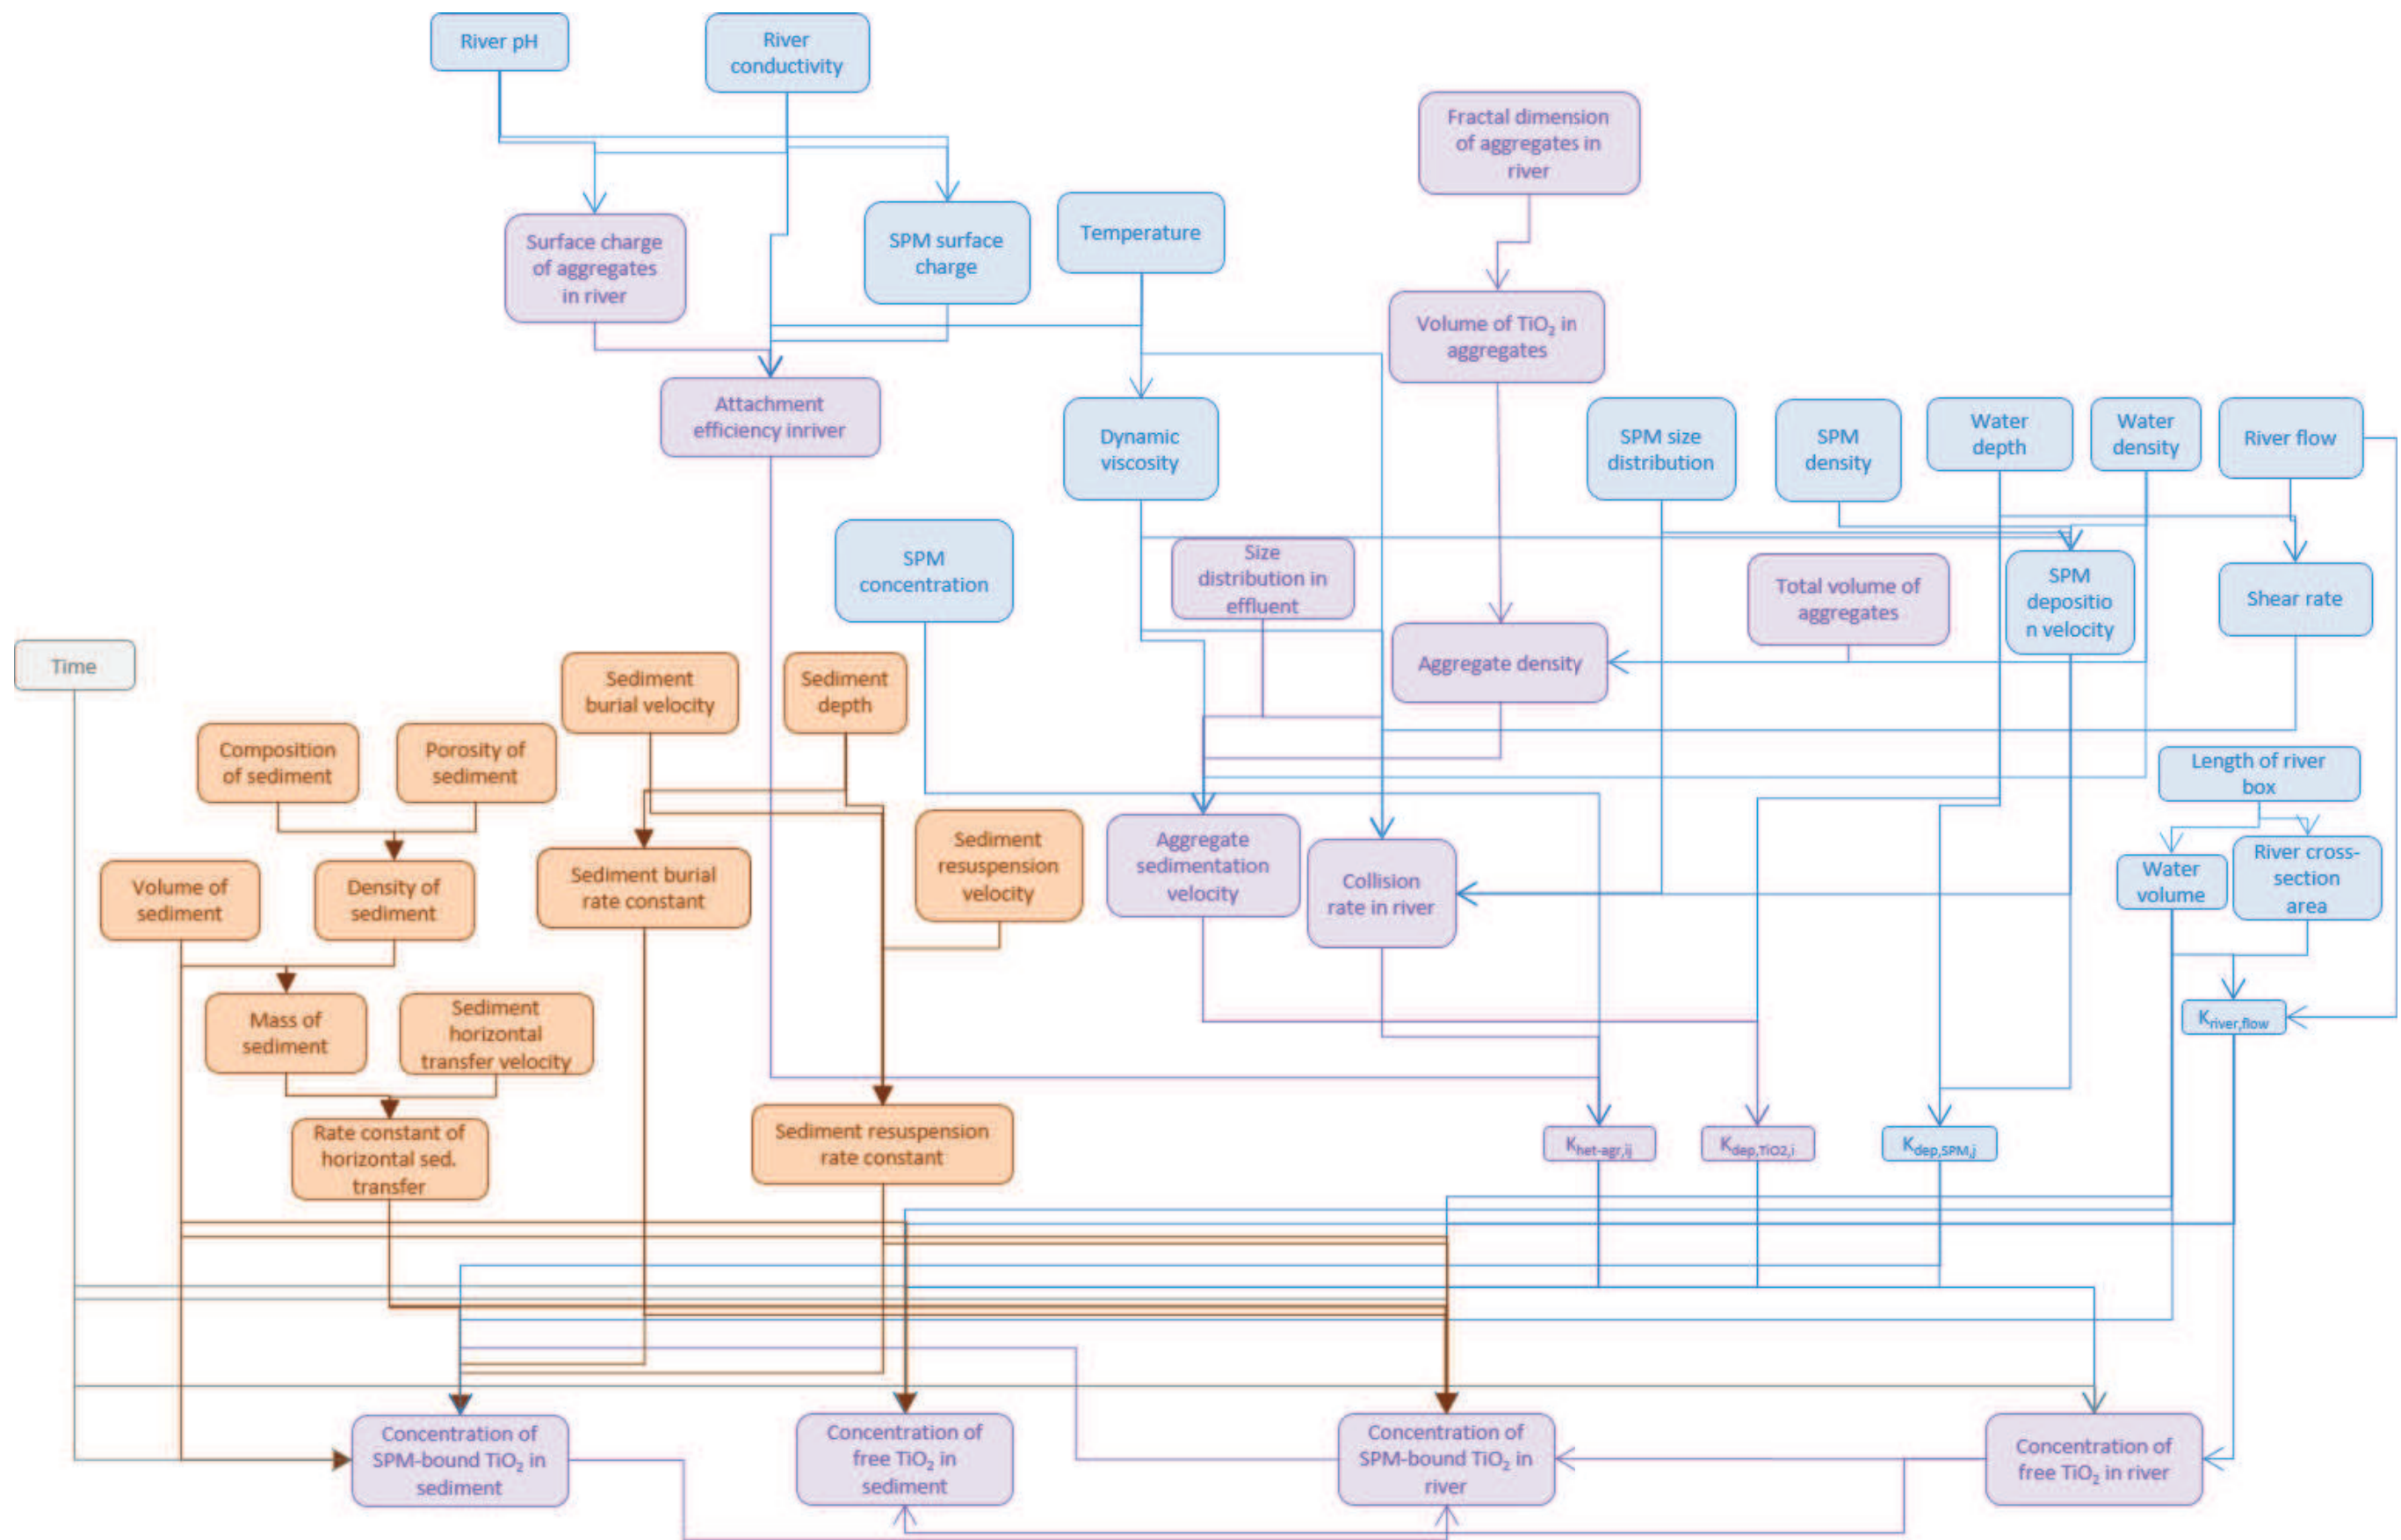 River pH
River
conductivity
Fractal dimension
of aggregates in
river
Surface charge
of aggregates
in river
SPM surface
charge
Temperature
Volume of TiO₂ in
aggregates
Attachment
efficiency inriver
Dynamic
viscosity
SPM size
distribution
SPM
density
Water
depth
Water
density
River flow
SPM
concentration
Size
distribution in
effluent
Total volume of
aggregates
SPM
depositio
n velocity
Shear rate
Time
Sediment
burial velocity
Sediment
depth
Aggregate density
Composition
of sediment
Porosity of
sediment
Length of river
box
Volume of
sediment
Density of
sediment
Sediment burial
rate constant
Sediment
resuspension
velocity
Aggregate
sedimentation
velocity
Collision
rate in river
Water
volume
River cross-
section
area
Mass of
sediment
Sediment
horizontal
transfer velocity
Kriver,flow
Rate constant of
horizontal sed.
transfer
Sediment resuspension
rate constant
Khet-agr,ij
Kdep,TiO2,i
Kdep,SPM,j
Concentration of
SPM-bound TiO₂ in
sediment
Concentration of
free TiO₂ in
sediment
Concentration of
SPM-bound TiO₂ in
river
Concentration of
free TiO₂ in river